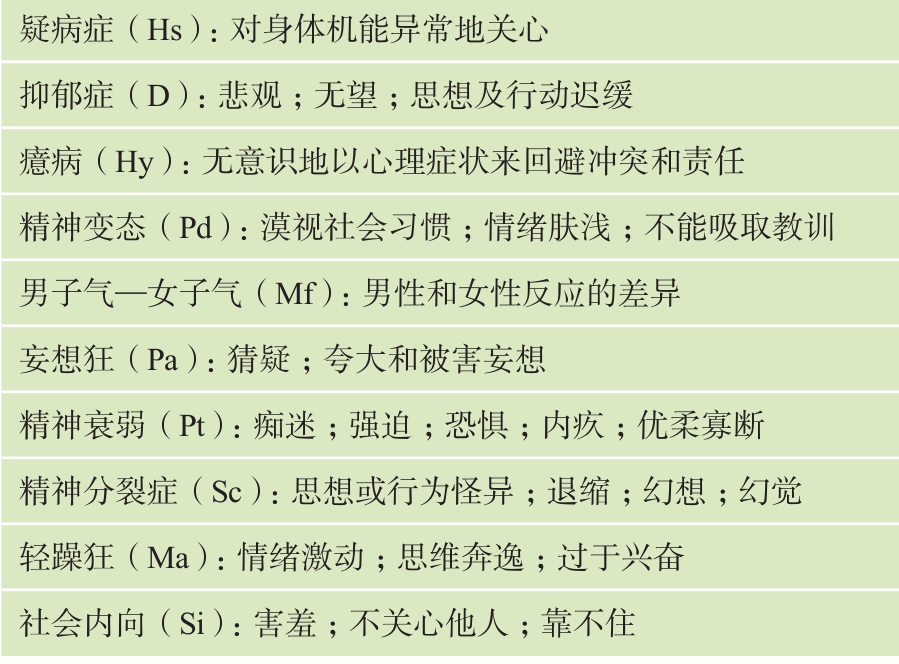 疑病症（Hs）：对身体机能异常地关心
抑郁症（D）：悲观；无望；思想及行动迟缓
癔病（Hy）：无意识地以心理症状来回避冲突和责任
精神变态（Pd）：漠视社会习惯；情绪肤浅；不能吸取教训
男子气—女子气（Mf）：男性和女性反应的差异
妄想狂（Pa）：猜疑；夸大和被害妄想
精神衰弱（Pt）：痴迷；强迫；恐惧；内疚；优柔寡断
精神分裂症（Sc）：思想或行为怪异；退缩；幻想；幻觉
轻躁狂（Ma）：情绪激动；思维奔逸；过于兴奋
社会内向（Si）：害羞；不关心他人；靠不住